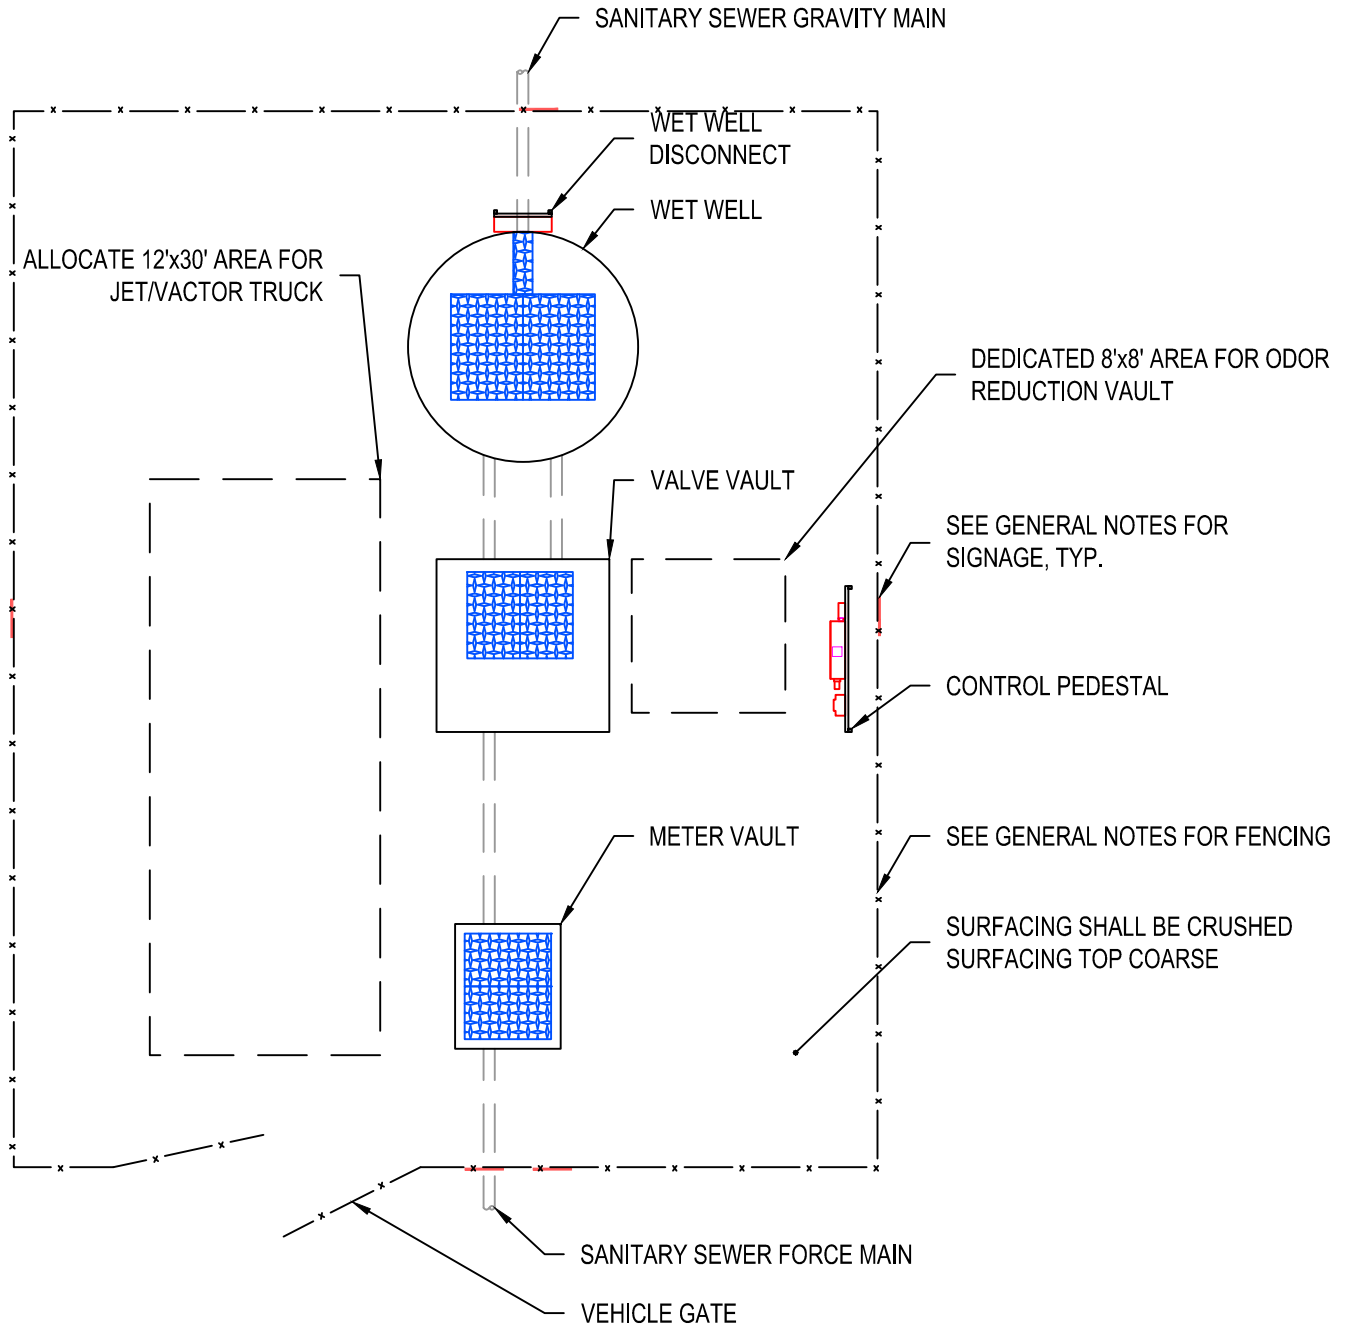 SANITARY SEWER GRAVITY MAIN
WET WELL
DISCONNECT
WET WELL
ALLOCATE 12'x30' AREA FOR
JET/VACTOR TRUCK
DEDICATED 8'x8' AREA FOR ODOR
REDUCTION VAULT
VALVE VAULT
SEE GENERAL NOTES FOR
SIGNAGE, TYP.
CONTROL PEDESTAL
METER VAULT
SEE GENERAL NOTES FOR FENCING
SURFACING SHALL BE CRUSHED
SURFACING TOP COARSE
SANITARY SEWER FORCE MAIN
VEHICLE GATE